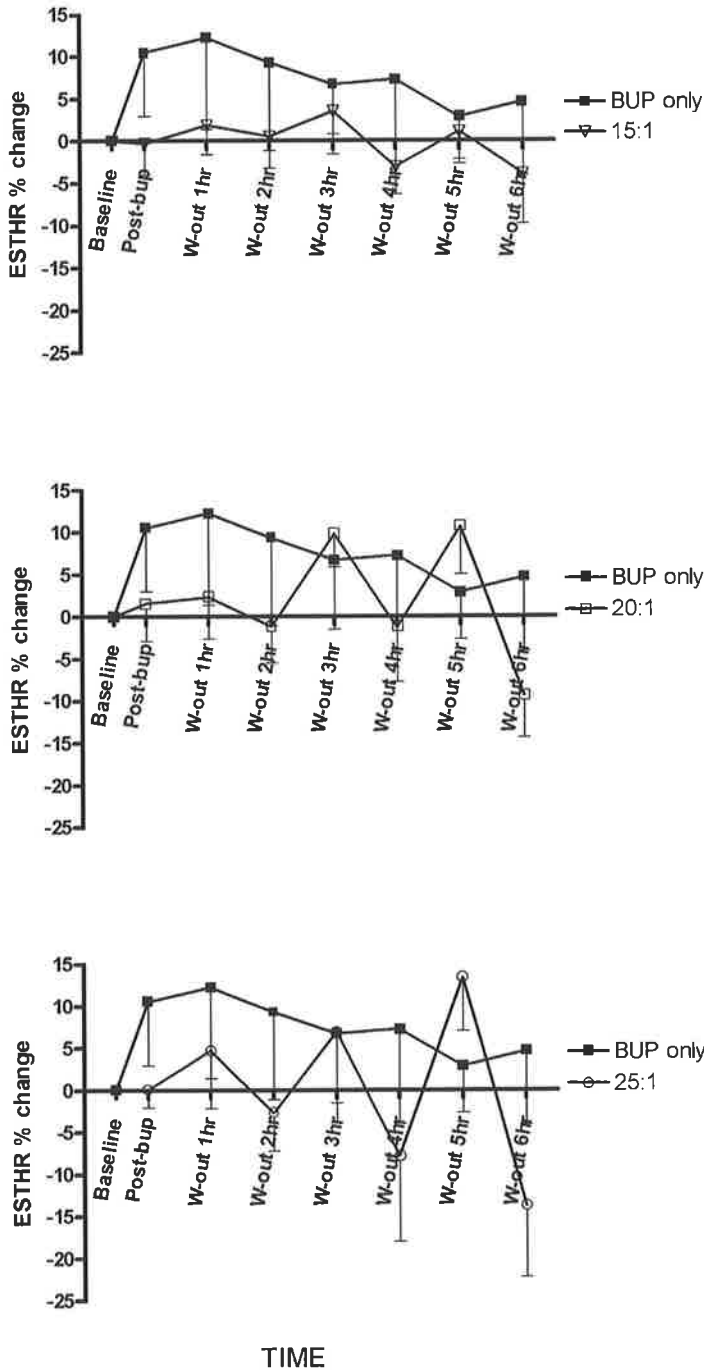 15
10
5
0
-5
-10
-15
-20
-25
ESTHR % change
Baseline
Post-bup
W-out 1hr
W-out 2hr
W-out 3hr
W-out 4hr
W-out 5hr
W-out 6hr
BUP only
15:1
15
10
5
0
-5
-10
-15
-20
-25
ESTHR % change
Baseline
Post-bup
W-out 1hr
W-out 2hr
W-out 3hr
W-out 4hr
W-out 5hr
W-out 6hr
BUP only
20:1
15
10
5
0
-5
-10
-15
-20
-25
ESTHR % change
Baseline
Post-bup
W-out 1hr
W-out 2hr
W-out 3hr
W-out 4hr
W-out 5hr
W-out 6hr
BUP only
25:1
TIME